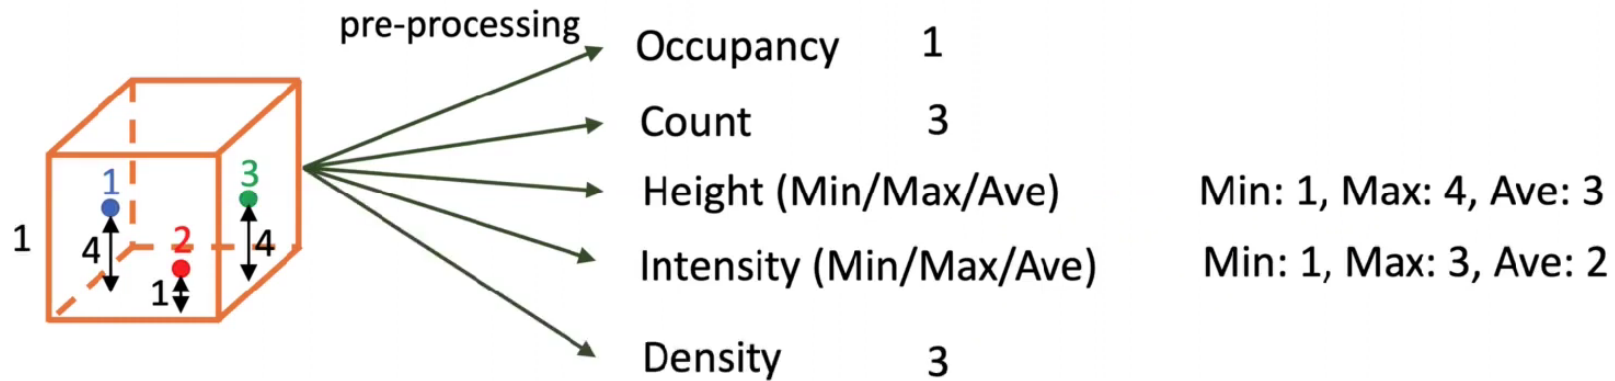 pre-processing
Occupancy 1
Count 3
Height (Min/Max/Ave) Min: 1, Max: 4, Ave: 3
Intensity (Min/Max/Ave) Min: 1, Max: 3, Ave: 2
Density 3
1
3
2
1
4
4
1